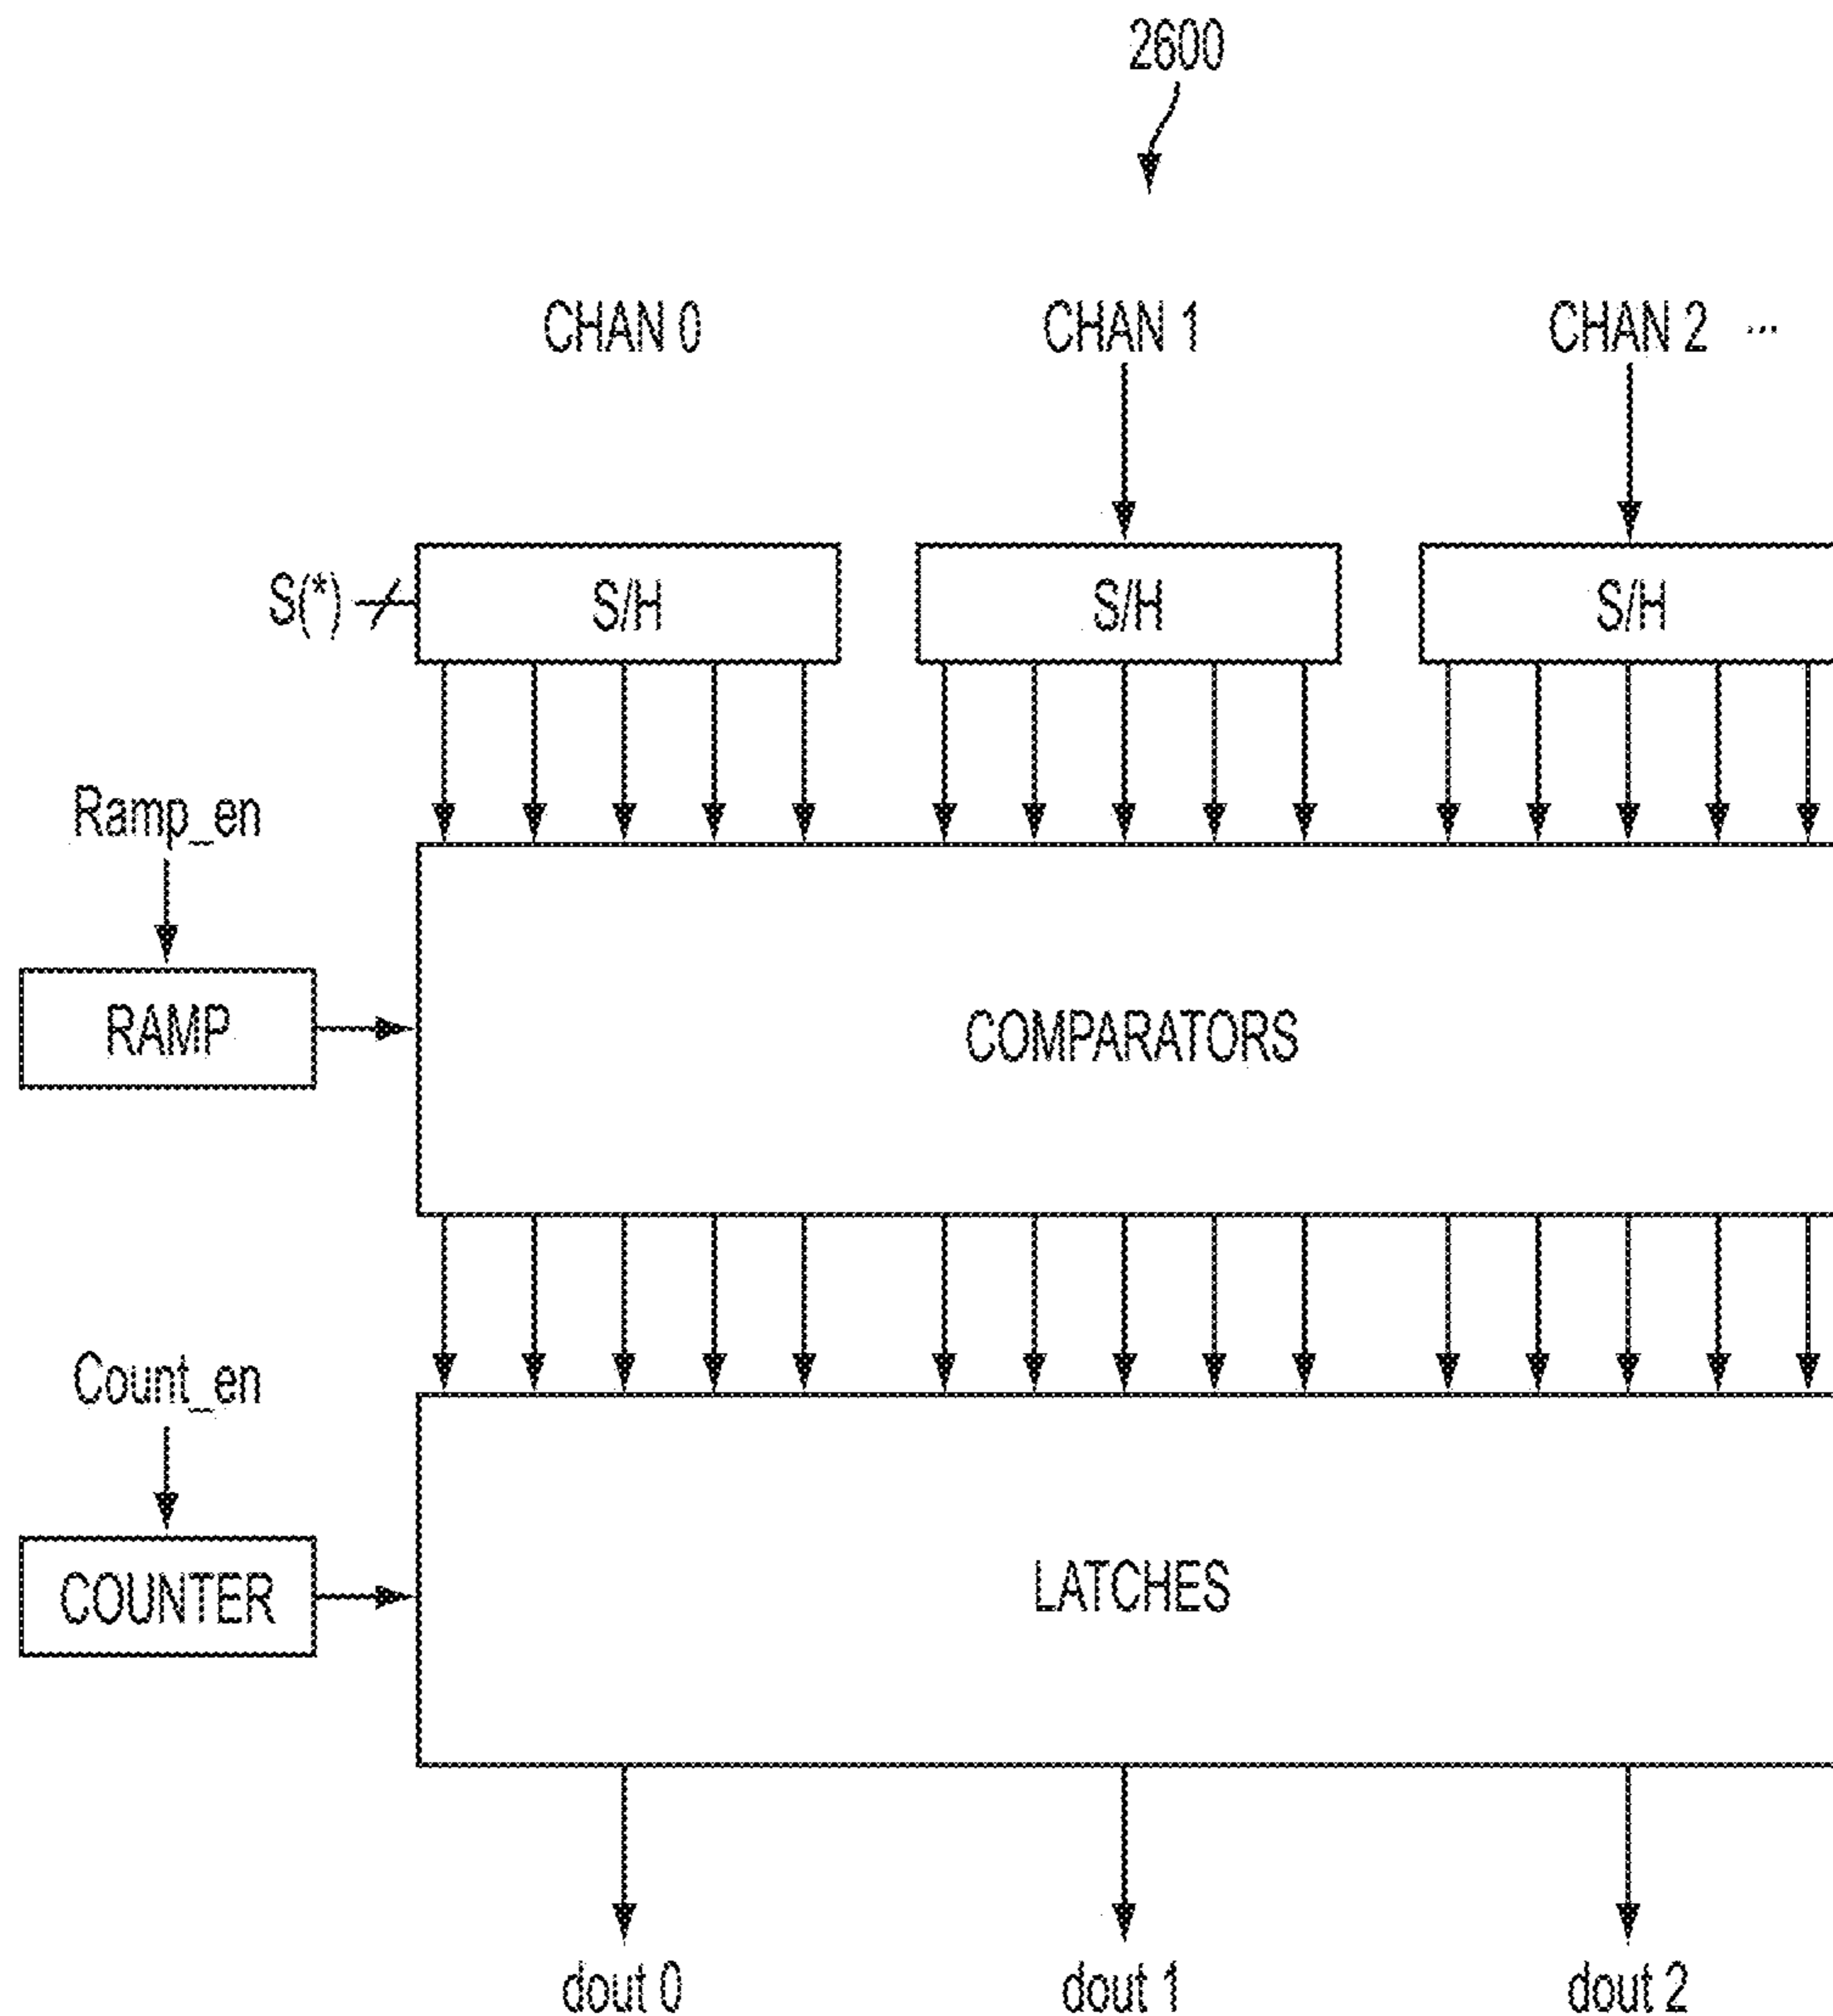 2600
CHAN 0
CHAN 1
CHAN 2 ...
S(*)
S/H
S/H
S/H
Ramp_en
RAMP
COMPARATORS
Count_en
COUNTER
LATCHES
dout 0
dout 1
dout 2